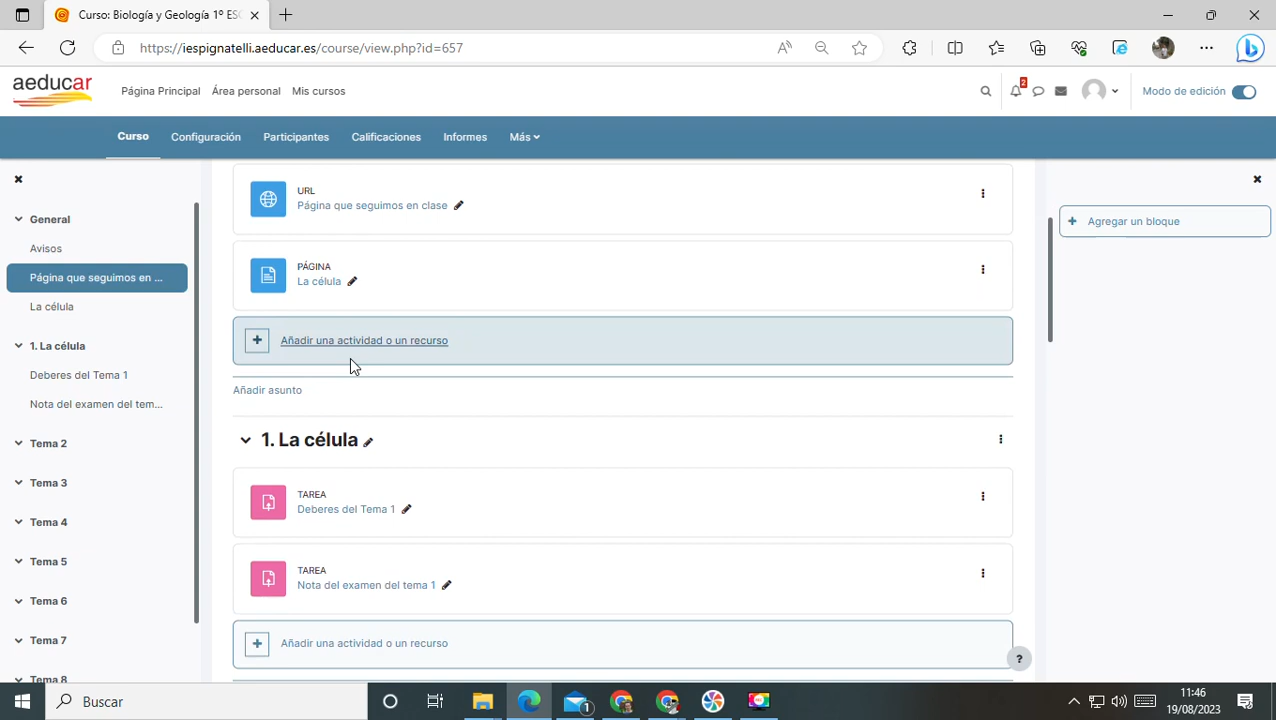 Curso: Biología y Geología 1º ESO
https://iespignatelli.aeducar.es/course/view.php?id=657
aeducar
Página Principal
Área personal
Mis cursos
2
Modo de edición
Curso
Configuración
Participantes
Calificaciones
Informes
Más
General
Avisos
Página que seguimos en ...
La célula
1. La célula
Deberes del Tema 1
Nota del examen del tem...
Tema 2
Tema 3
Tema 4
Tema 5
Tema 6
Tema 7
Tema 8
URL
Página que seguimos en clase
PÁGINA
La célula
+ Añadir una actividad o un recurso
Añadir asunto
1. La célula
TAREA
Deberes del Tema 1
TAREA
Nota del examen del tema 1
+ Añadir una actividad o un recurso
+ Agregar un bloque
?
Buscar
1
11:46
19/08/2023